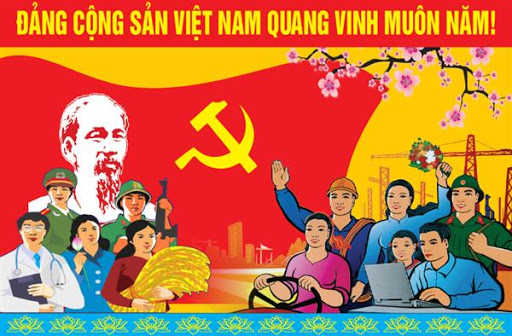 ĐẢNG CỘNG SẢN VIỆT NAM QUANG VINH MUÔN NĂM!